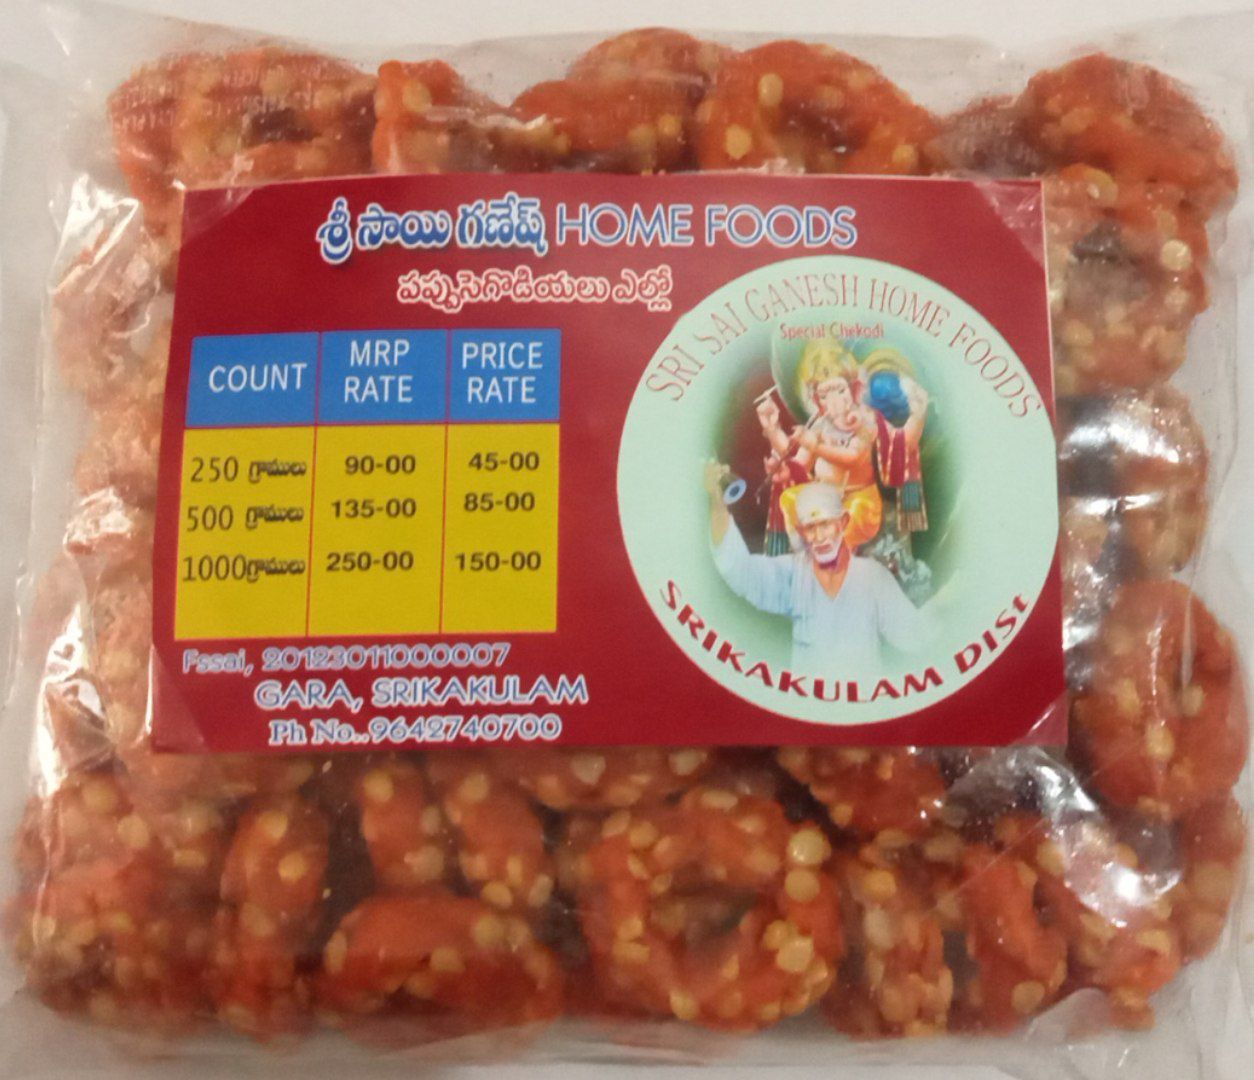 శ్రీ సాయి గణేష్ HOME FOODS
పప్పుసెగొడియలు ఎల్లో
COUNT MRP RATE PRICE RATE
250 గ్రాములు 90-00 45-00
500 గ్రాములు 135-00 85-00
1000గ్రాములు 250-00 150-00
Fssai, 20123011000007
GARA, SRIKAKULAM
Ph No..9642740700
SRI SAI GANESH HOME FOODS
Special Chekodi
SRIKAKULAM DISt